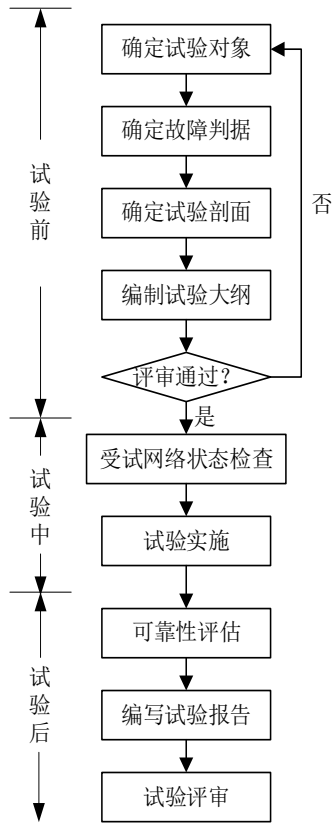 确定试验对象
确定故障判据
试验前
否
确定试验剖面
编制试验大纲
评审通过?
是
受试网络状态检查
试验中
试验实施
可靠性评估
试验后
编写试验报告
试验评审